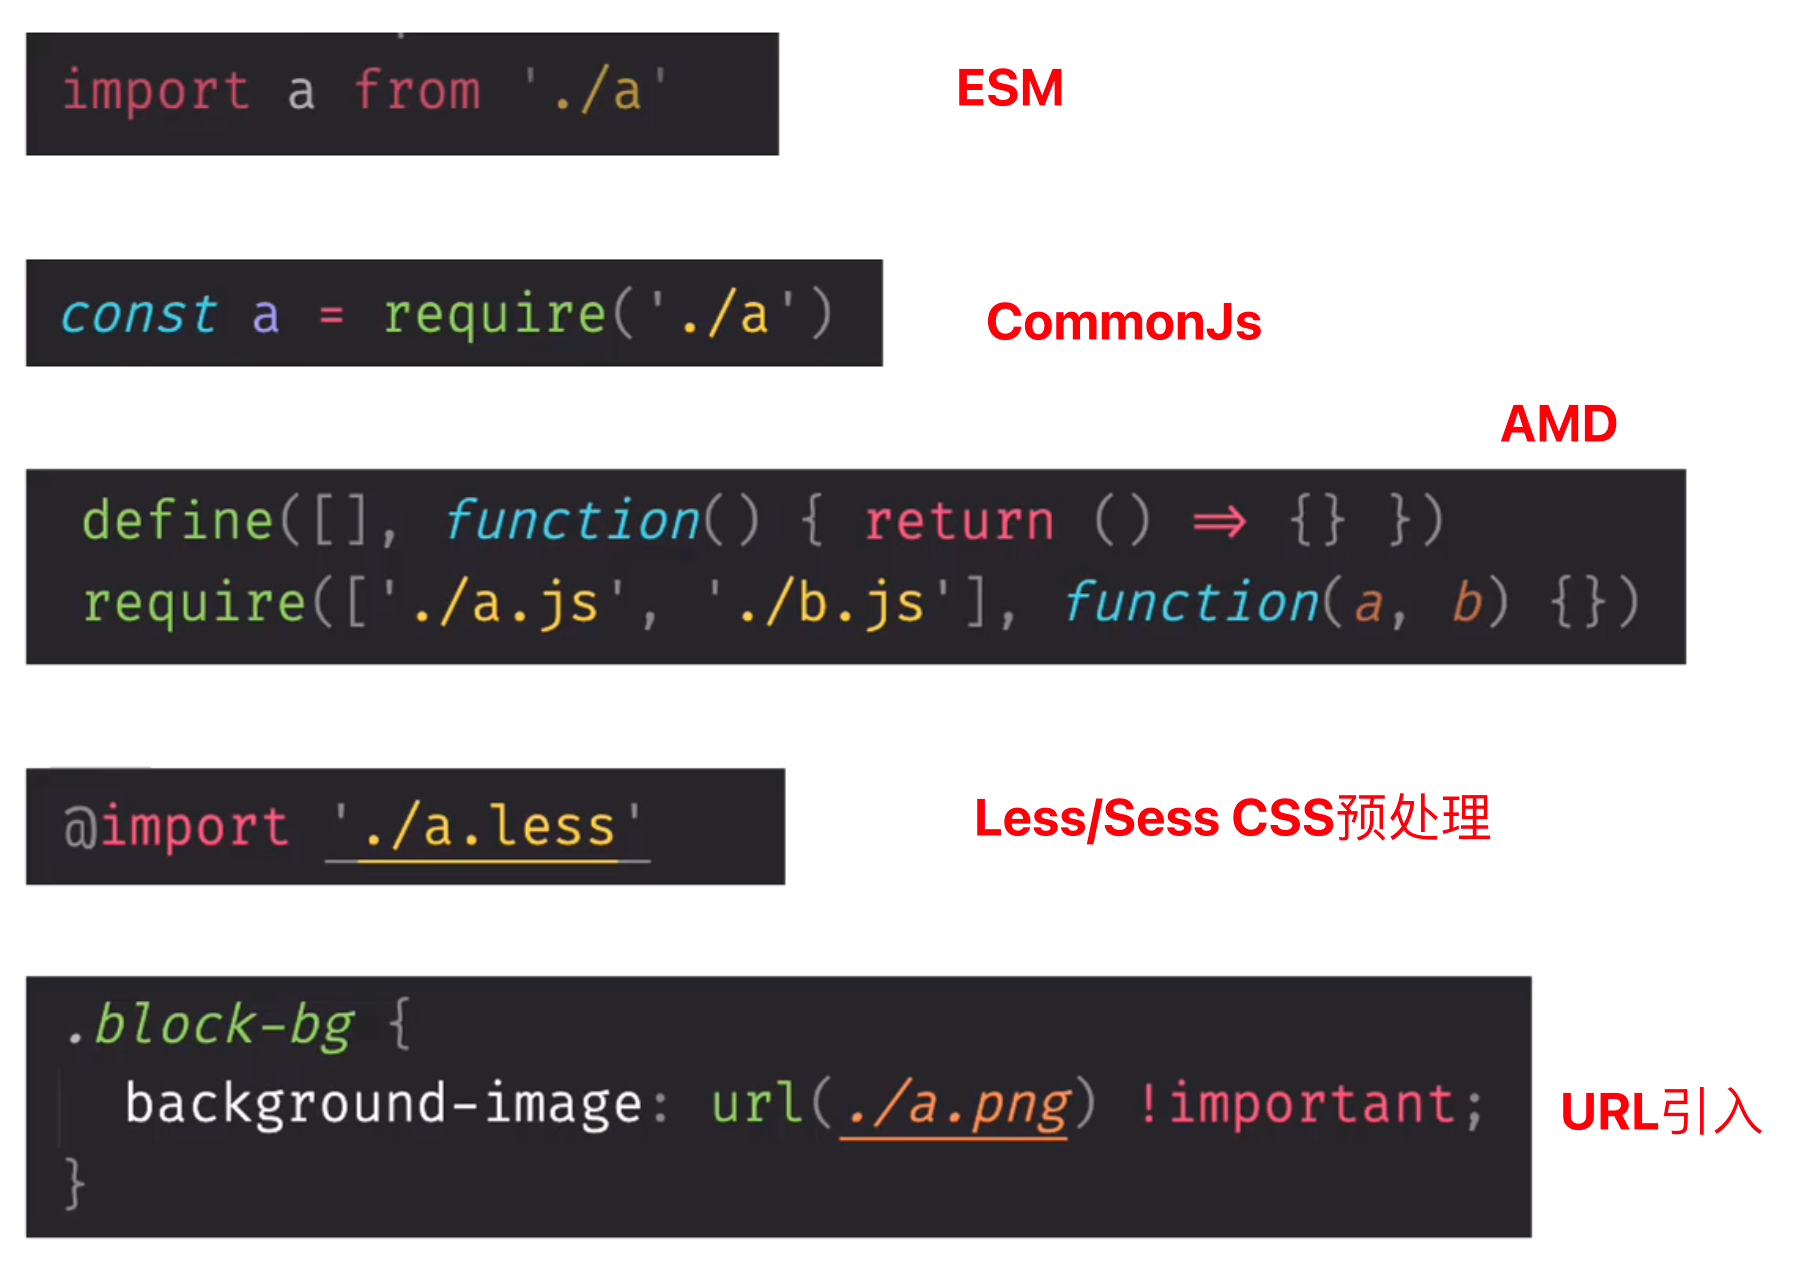 import a from './a'
ESM
const a = require('./a')
CommonJs
AMD
define([], function() { return () => {} })
require(['./a.js', './b.js'], function(a, b) {})
@import './a.less'
Less/Sess CSS预处理
.block-bg {
background-image: url(./a.png) !important;
URL引入
}